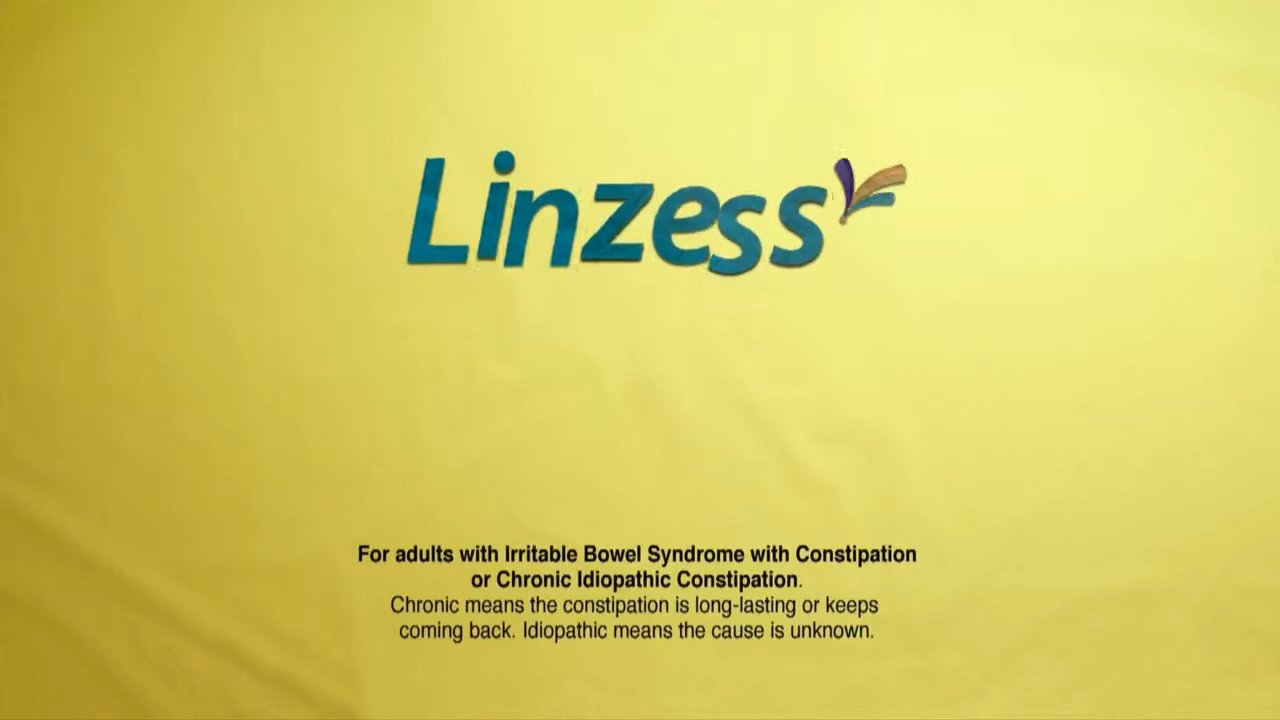 Linzess
For adults with Irritable Bowel Syndrome with Constipation
or Chronic Idiopathic Constipation.
Chronic means the constipation is long-lasting or keeps
coming back. Idiopathic means the cause is unknown.